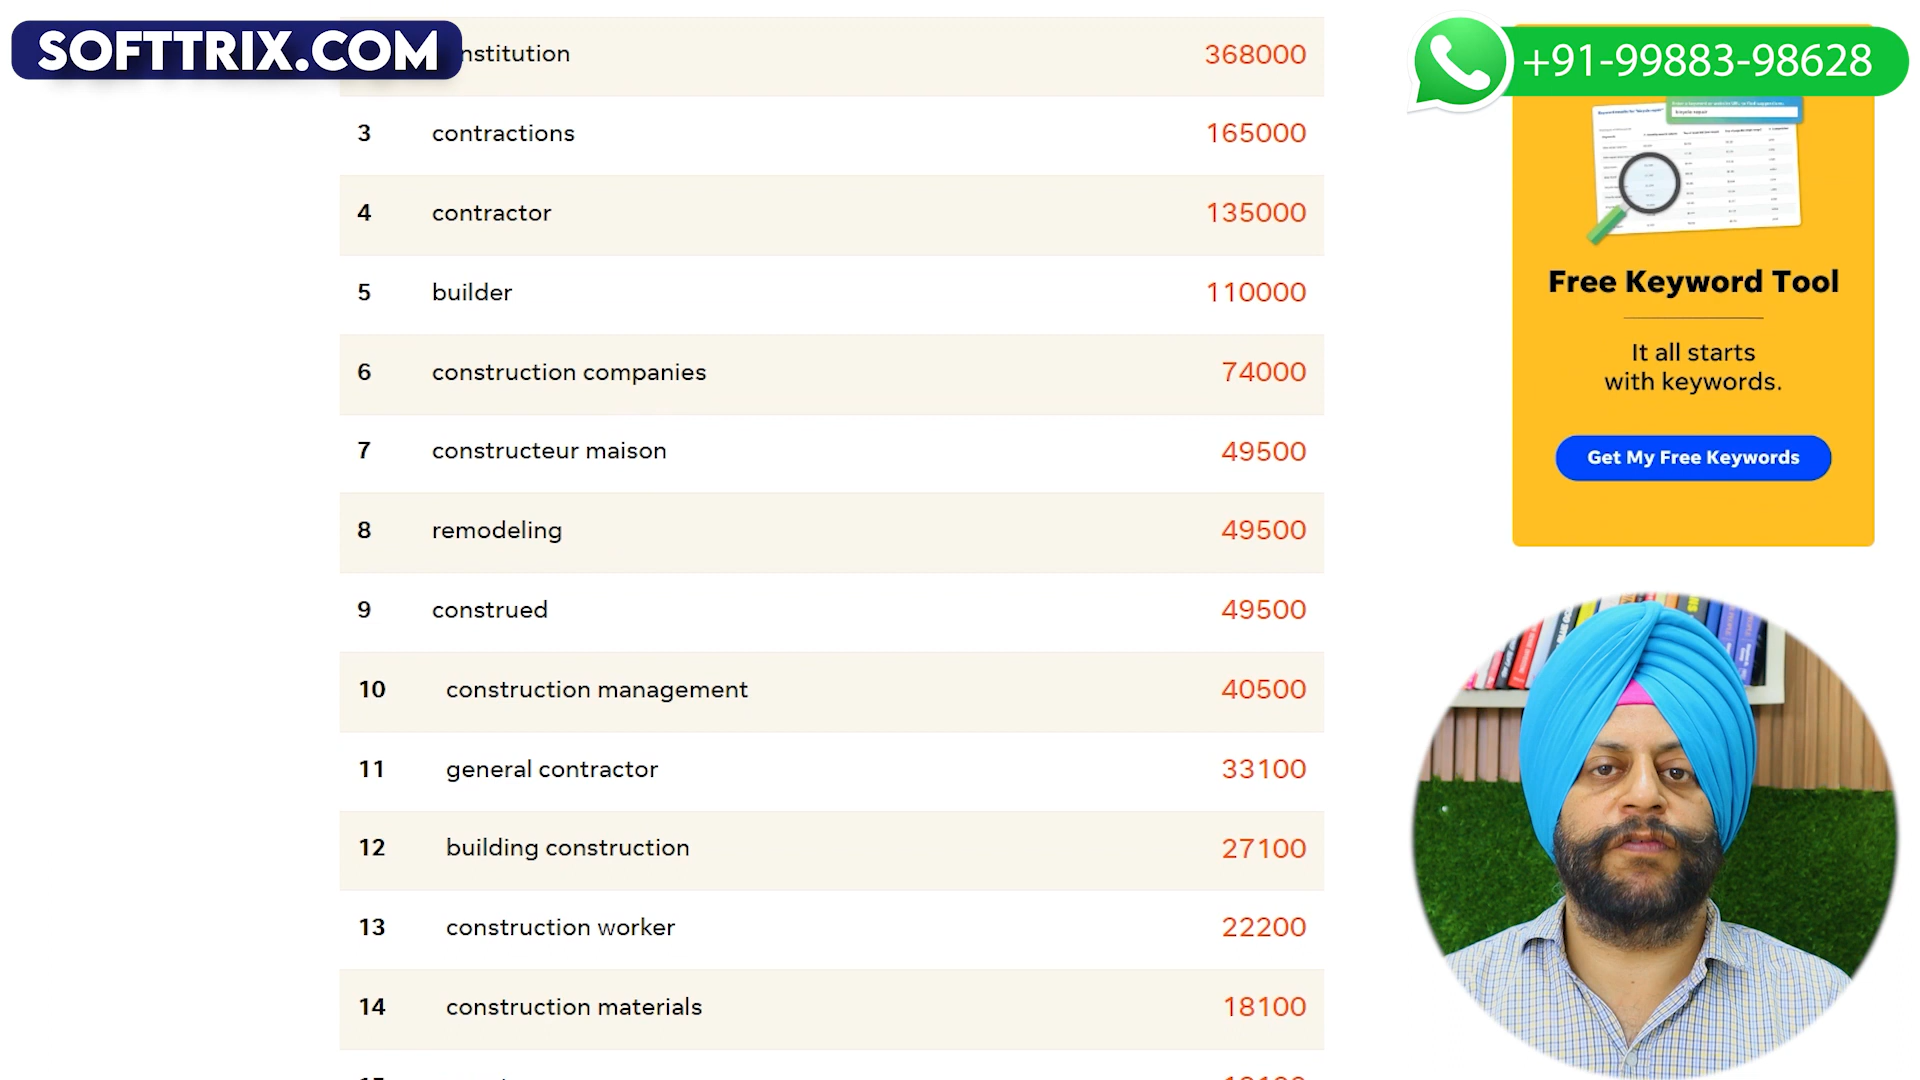 SOFTTRIX.COM
nstitution 368000
3 contractions 165000
4 contractor 135000
5 builder 110000
6 construction companies 74000
7 constructeur maison 49500
8 remodeling 49500
9 construed 49500
10 construction management 40500
11 general contractor 33100
12 building construction 27100
13 construction worker 22200
14 construction materials 18100
+91-99883-98628
Free Keyword Tool
It all starts
with keywords.
Get My Free Keywords